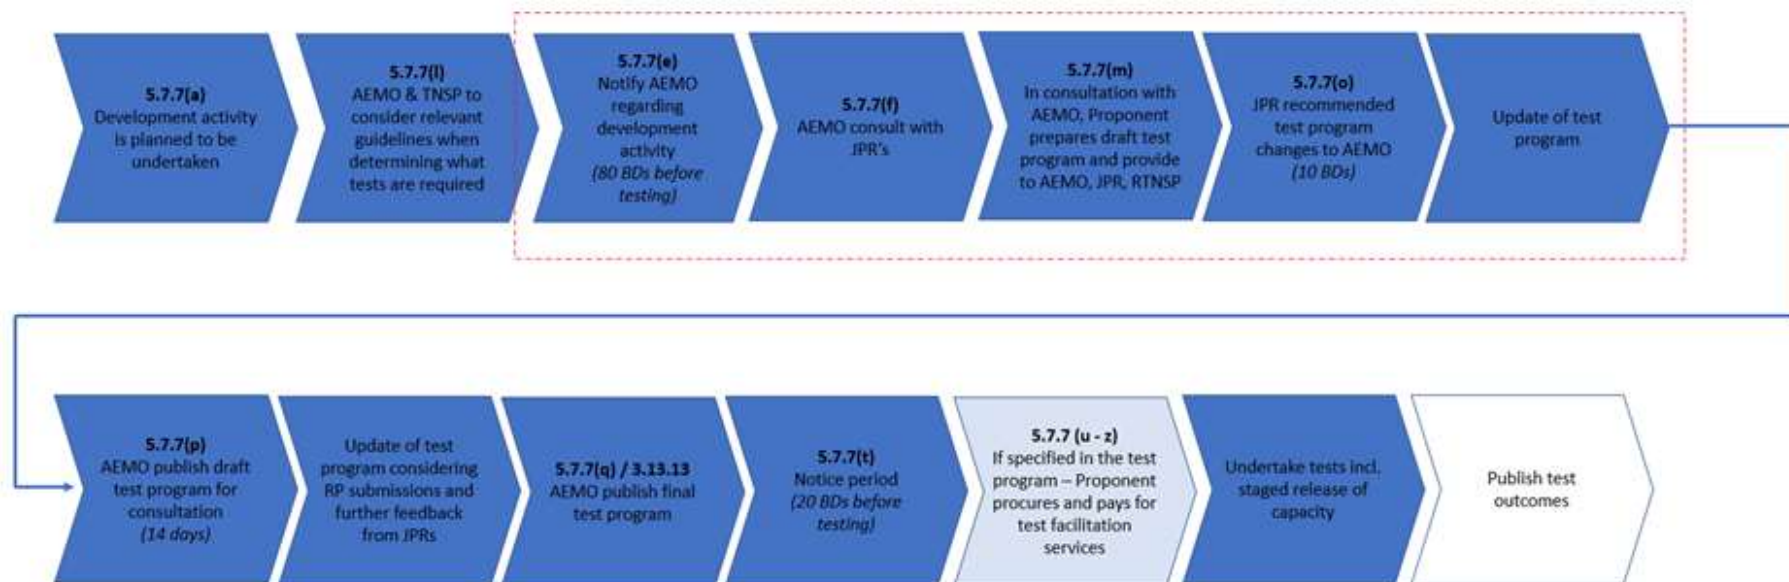 5.7.7(a)
Development activity
is planned to be
undertaken
5.7.7(l)
AEMO & TNSP to
consider relevant
guidelines when
determining what
tests are required
5.7.7(e)
Notify AEMO
regarding
development
activity
(80 BDs before
testing)
5.7.7(f)
AEMO consult with
JPR's
5.7.7(m)
In consultation with
AEMO, Proponent
prepares draft test
program and provide
to AEMO, JPR, RTNSP
5.7.7(o)
JPR recommended
test program
changes to AEMO
(10 BDs)
Update of test
program
5.7.7(p)
AEMO publish draft
test program for
consultation
(14 days)
Update of test
program considering
RP submissions and
further feedback
from JPRs
5.7.7(q) / 3.13.13
AEMO publish final
test program
5.7.7(t)
Notice period
(20 BDs before
testing)
5.7.7 (u - z)
If specified in the test
program – Proponent
procures and pays for
test facilitation
services
Undertake tests incl.
staged release of
capacity
Publish test
outcomes